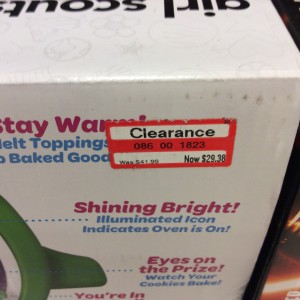 girl scouts
Stay Warm
Melt Toppings
Baked Good
Clearance
086 00 1823
Was $41.99 Now $29.38
Shining Bright!
Illuminated Icon
Indicates Oven is On!
Eyes on
the Prize!
Watch Your
Cookies Bake!
You're in